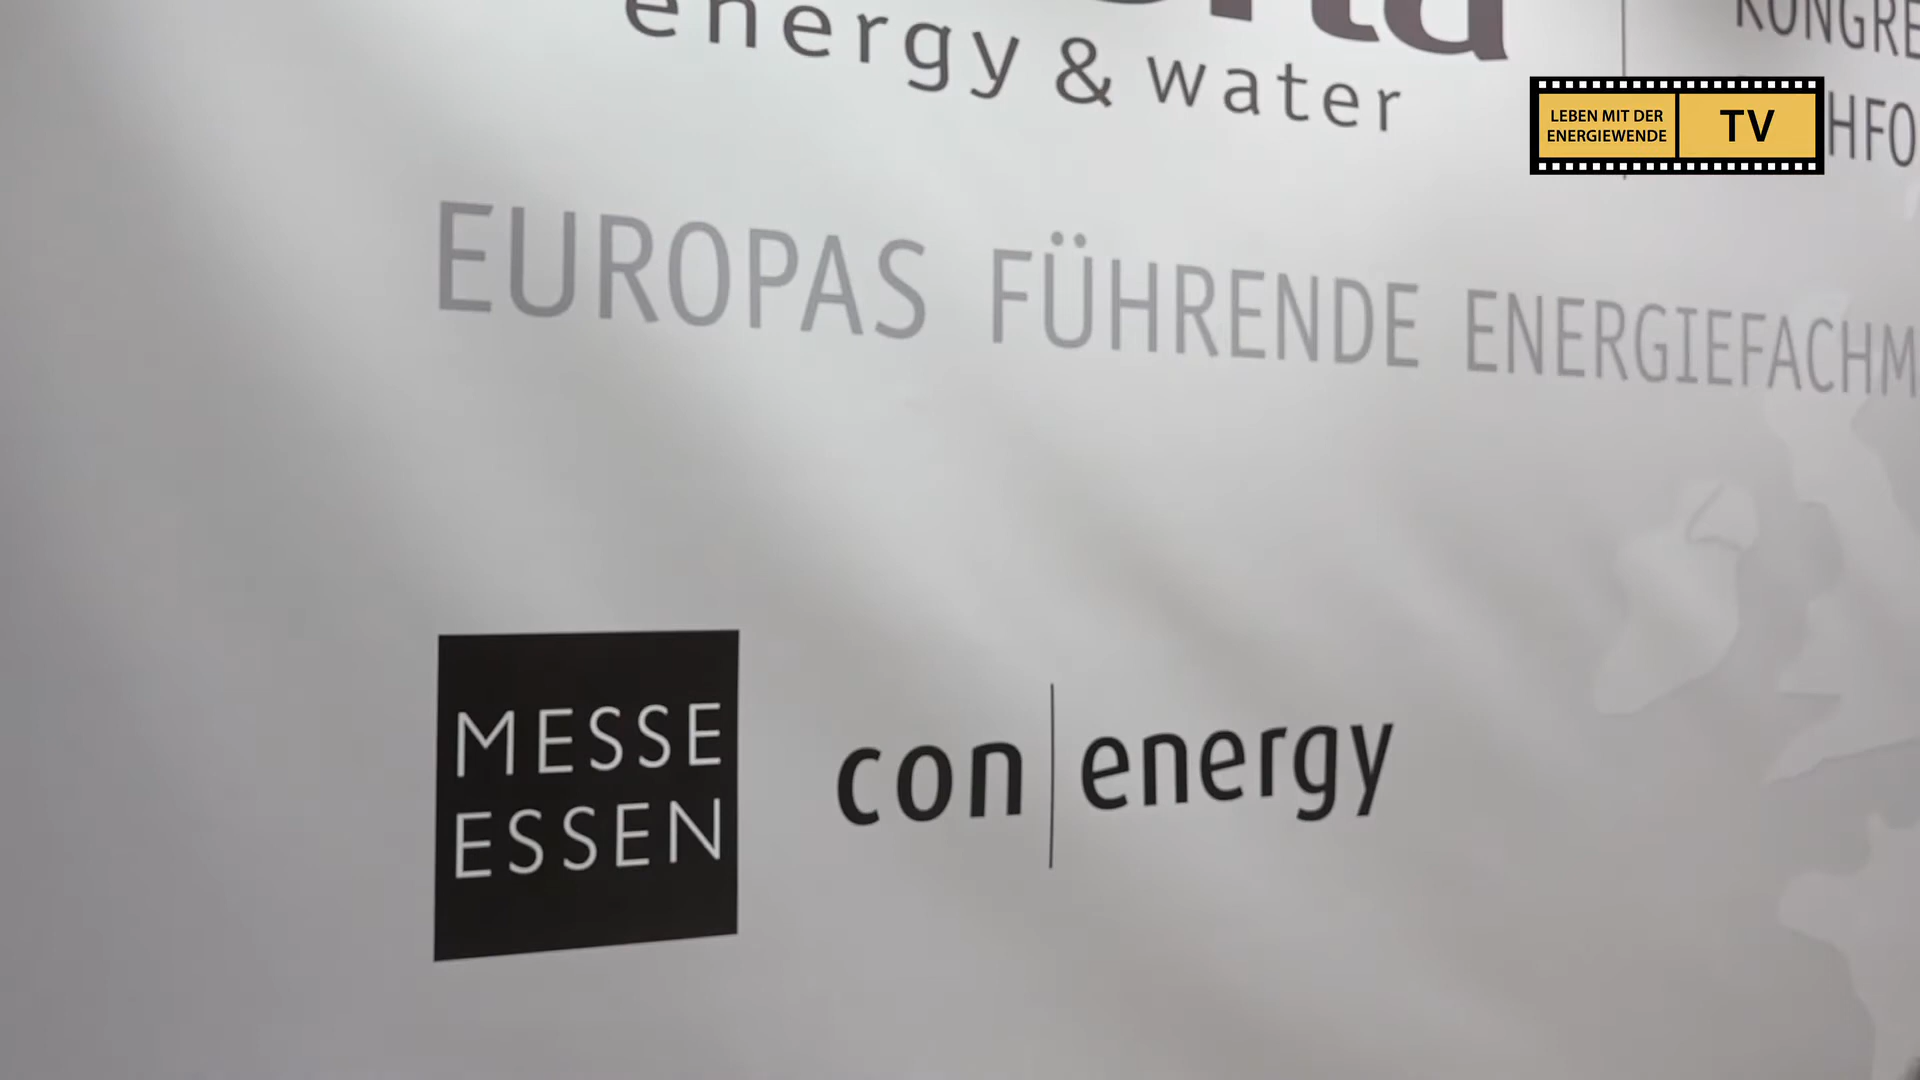 energy & water
EUROPAS FÜHRENDE
LEBEN MIT DER
ENERGIEWENDE
TV
MESSE
ESSEN
con|energy